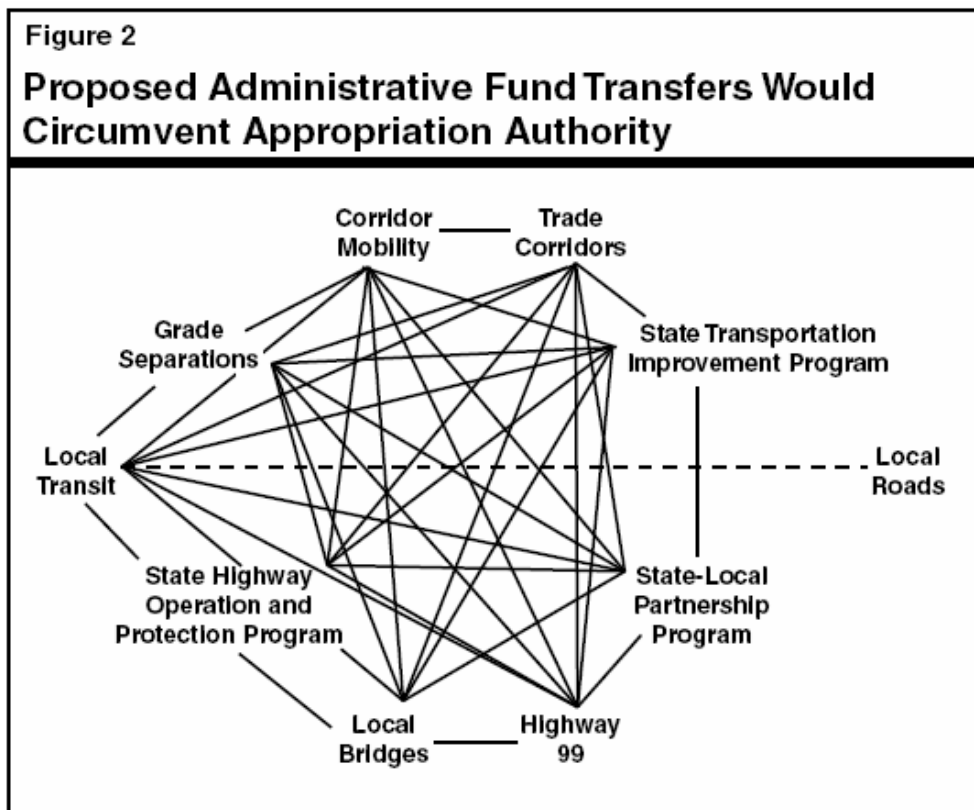 Figure 2
Proposed Administrative Fund Transfers Would
Circumvent Appropriation Authority
Corridor
Mobility
Trade
Corridors
Grade
Separations
State Transportation
Improvement Program
Local
Transit
Local
Roads
State Highway
Operation and
Protection Program
State-Local
Partnership
Program
Local
Bridges
Highway
99